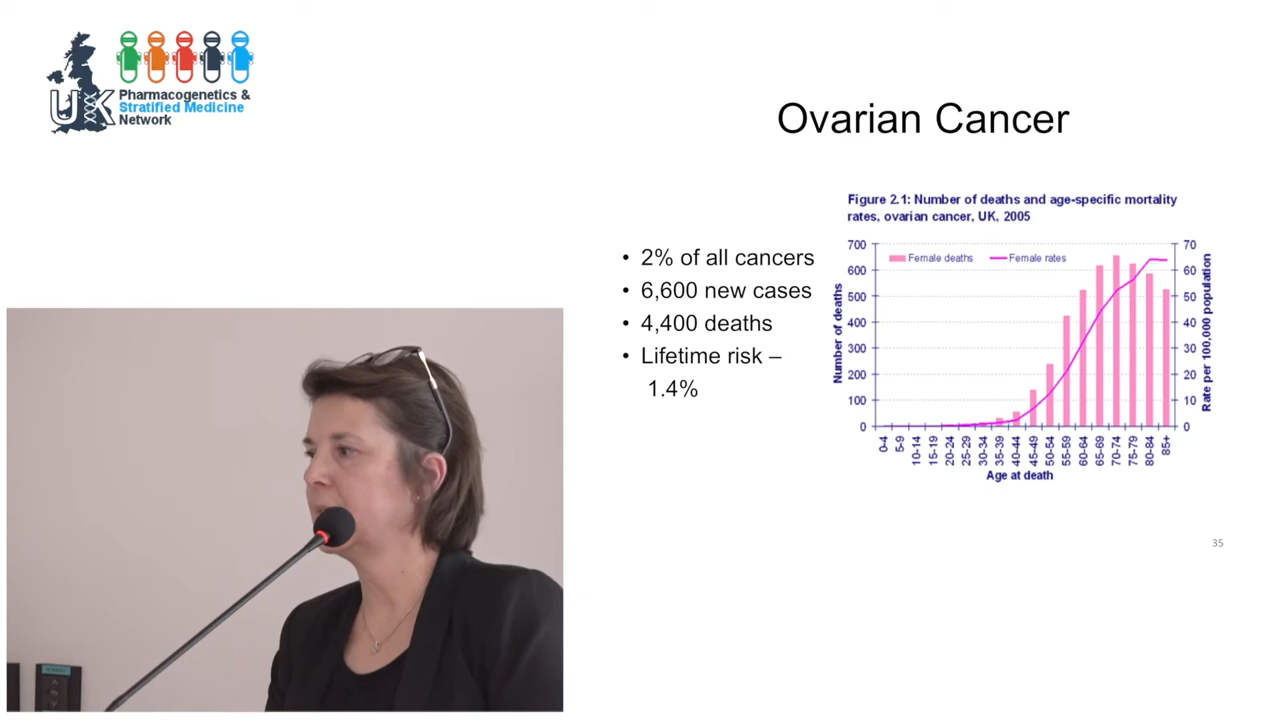 UK
Pharmacogenetics &
Stratified Medicine
Network
Ovarian Cancer
• 2% of all cancers
• 6,600 new cases
• 4,400 deaths
• Lifetime risk –
1.4%
Figure 2.1: Number of deaths and age-specific mortality
rates, ovarian cancer, UK, 2005
Number of deaths
700
600
500
400
300
200
100
0
Female deaths
Female rates
70
60
50
40
30
20
10
0
Rate per 100,000 population
0-4
5-9
10-14
15-19
20-24
25-29
30-34
35-39
40-44
45-49
50-54
55-59
60-64
65-69
70-74
75-79
80-84
85+
Age at death
35